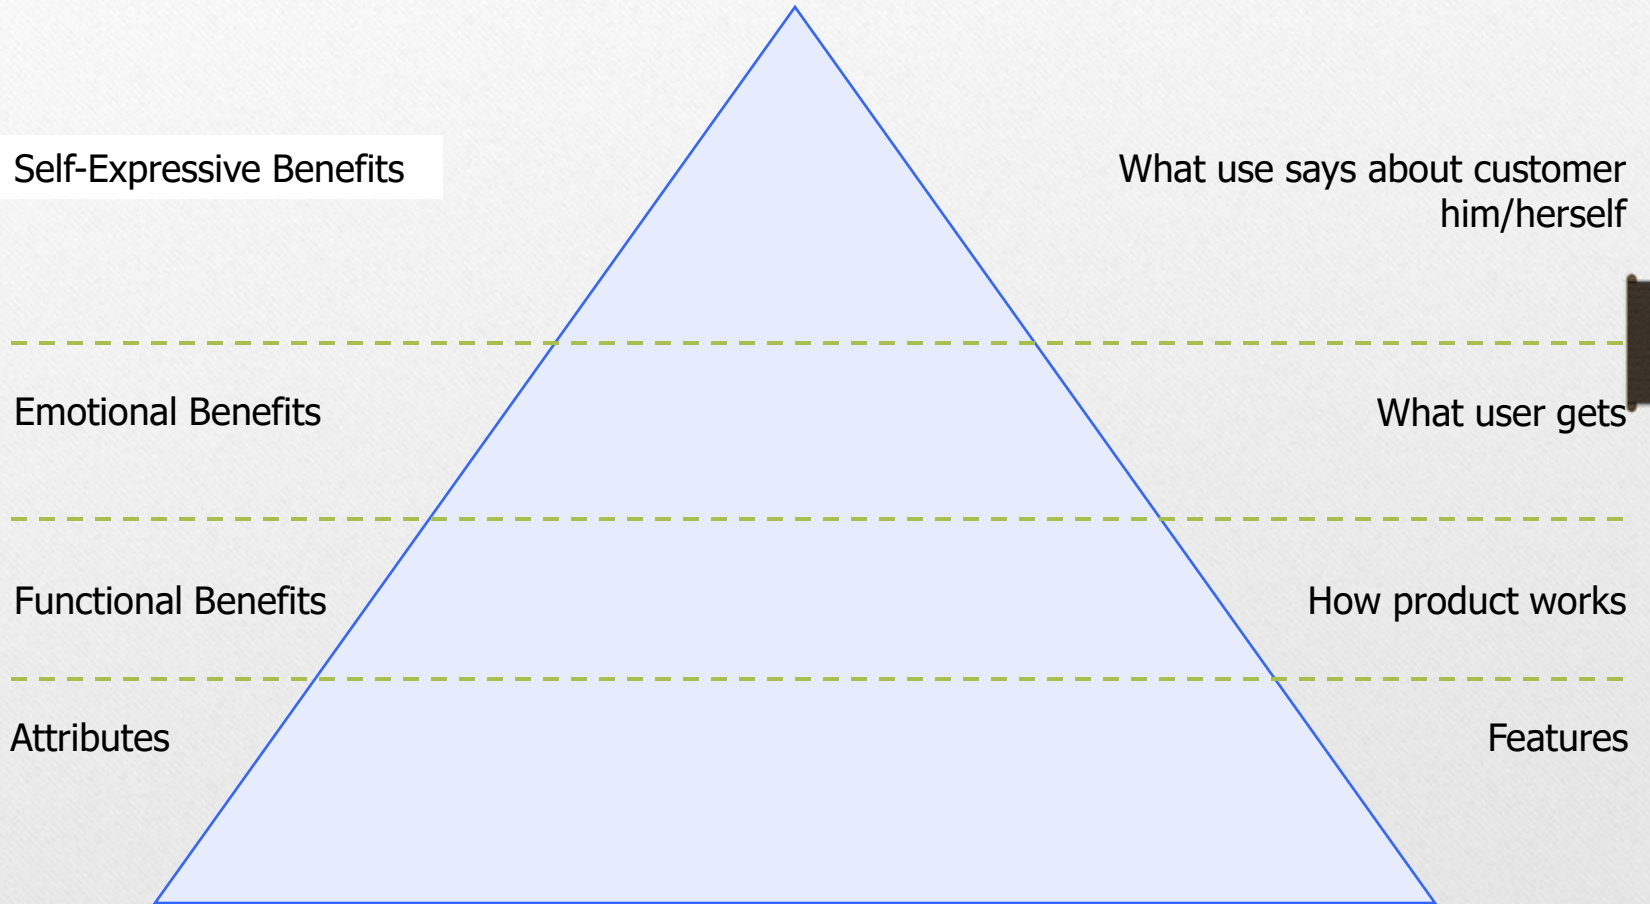 Self-Expressive Benefits
What use says about customer
him/herself
Emotional Benefits
What user gets
Functional Benefits
How product works
Attributes
Features